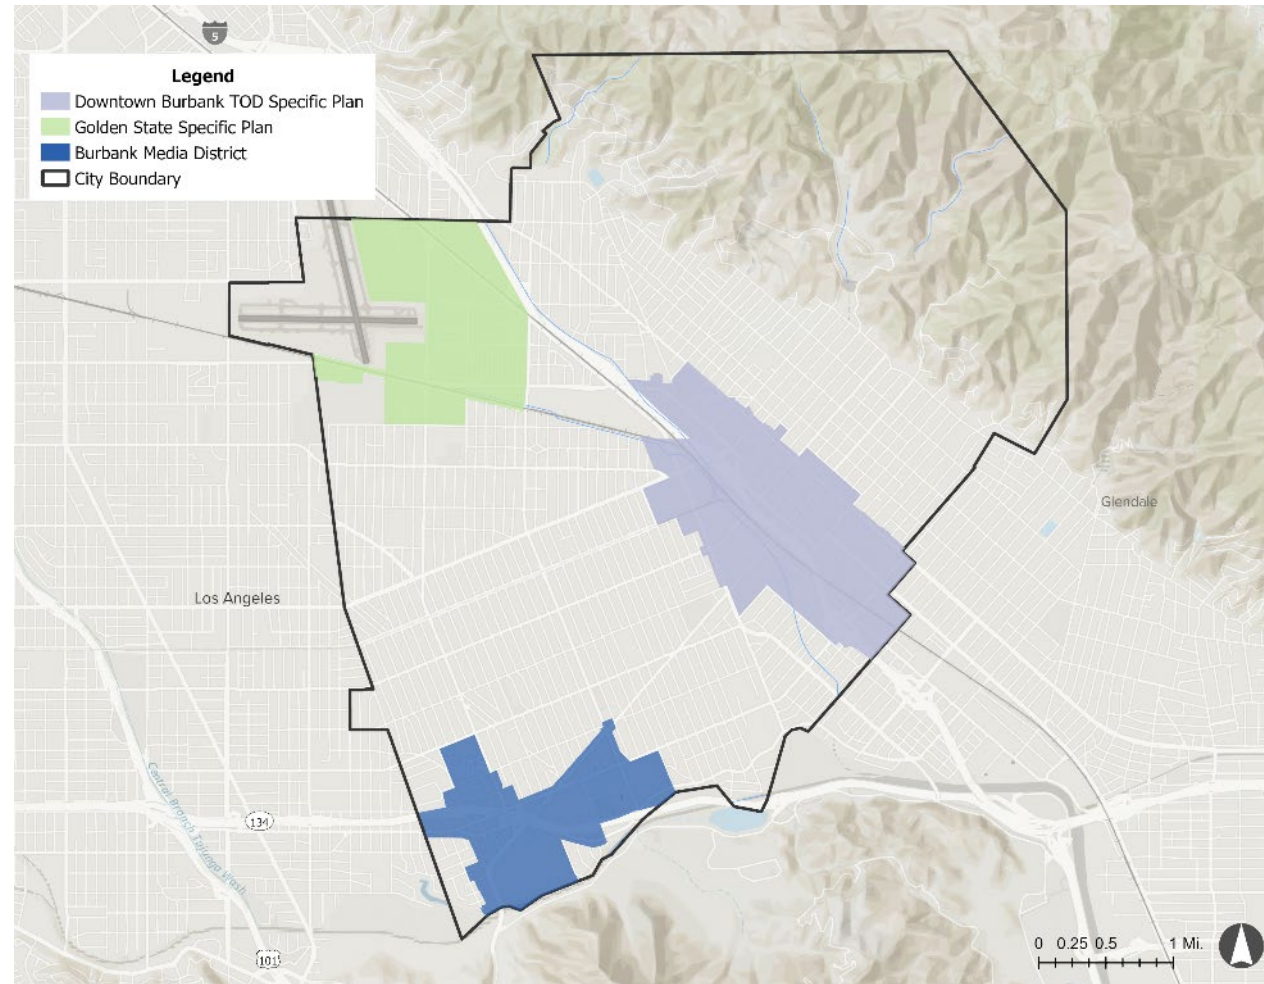 5
Legend
Downtown Burbank TOD Specific Plan
Golden State Specific Plan
Burbank Media District
City Boundary
Glendale
Los Angeles
Central Branch Tujunga Wash
134
101
0 0.25 0.5 1 Mi.